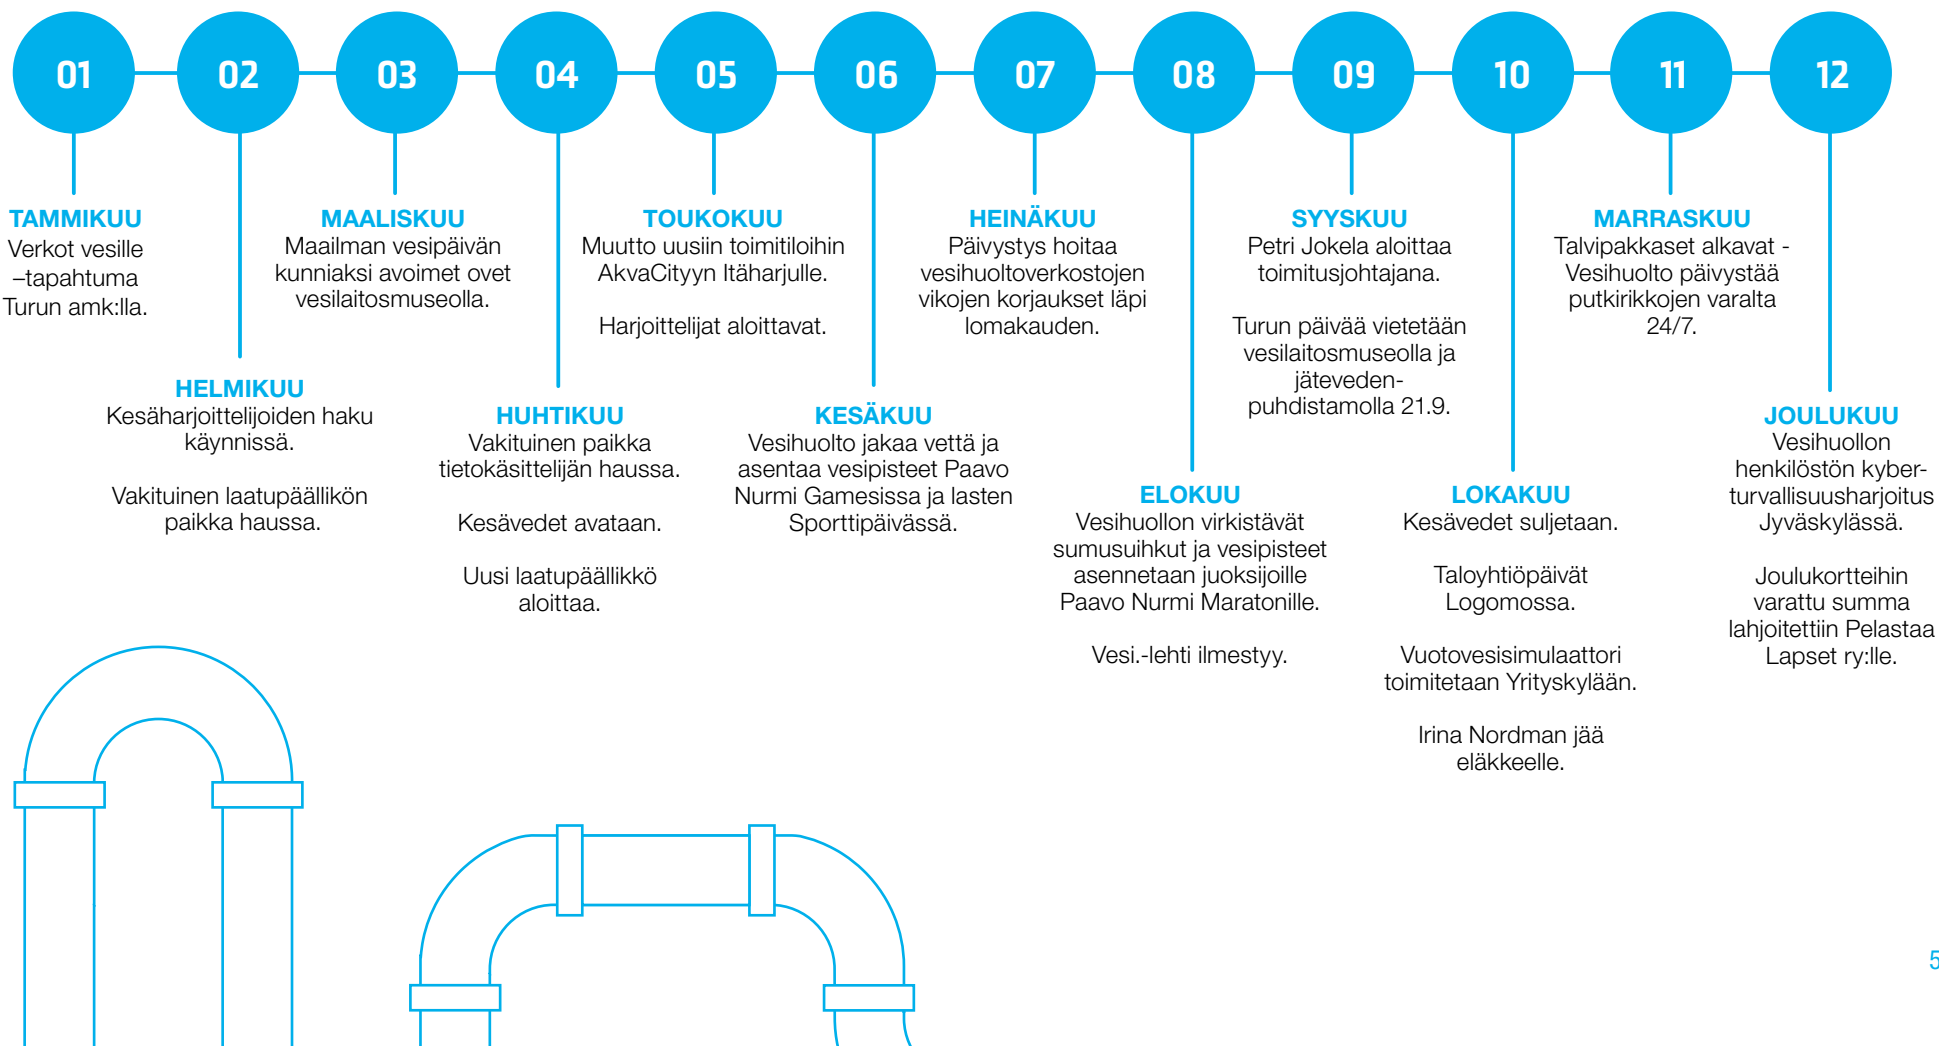 01
02
03
04
05
06
07
08
09
10
11
12
TAMMIKUU
Verkot vesille
–tapahtuma
Turun amk:lla.
HELMIKUU
Kesäharjoittelijoiden haku
käynnissä.
Vakituinen laatupäällikön
paikka haussa.
MAALISKUU
Maailman vesipäivän
kunniaksi avoimet ovet
vesilaitosmuseolla.
HUHTIKUU
Vakituinen paikka
tietokäsittelijän haussa.
Kesävedet avataan.
Uusi laatupäällikkö
aloittaa.
TOUKOKUU
Muutto uusiin toimitiloihin
AkvaCityyn Itäharjulle.
Harjoittelijat aloittavat.
KESÄKUU
Vesihuolto jakaa vettä ja
asentaa vesipisteet Paavo
Nurmi Gamesissa ja lasten
Sporttipäivässä.
HEINÄKUU
Päivystys hoitaa
vesihuoltoverkostojen
vikojen korjaukset läpi
lomakauden.
ELOKUU
Vesihuollon virkistävät
sumusuihkut ja vesipisteet
asennetaan juoksijoille
Paavo Nurmi Maratonille.
Vesi.-lehti ilmestyy.
SYYSKUU
Petri Jokela aloittaa
toimitusjohtajana.
Turun päivää vietetään
vesilaitosmuseolla ja
jäteveden-
puhdistamolla 21.9.
LOKAKUU
Kesävedet suljetaan.
Taloyhtiöpäivät
Logomossa.
Vuotovesisimulaattori
toimitetaan Yrityskylään.
Irina Nordman jää
eläkkeelle.
MARRASKUU
Talvipakkaset alkavat -
Vesihuolto päivystää
putkirikkojen varalta
24/7.
JOULUKUU
Vesihuollon
henkilöstön kyber-
turvallisuusharjoitus
Jyväskylässä.
Joulukortteihin
varattu summa
lahjoitettiin Pelastaa
Lapset ry:lle.
5